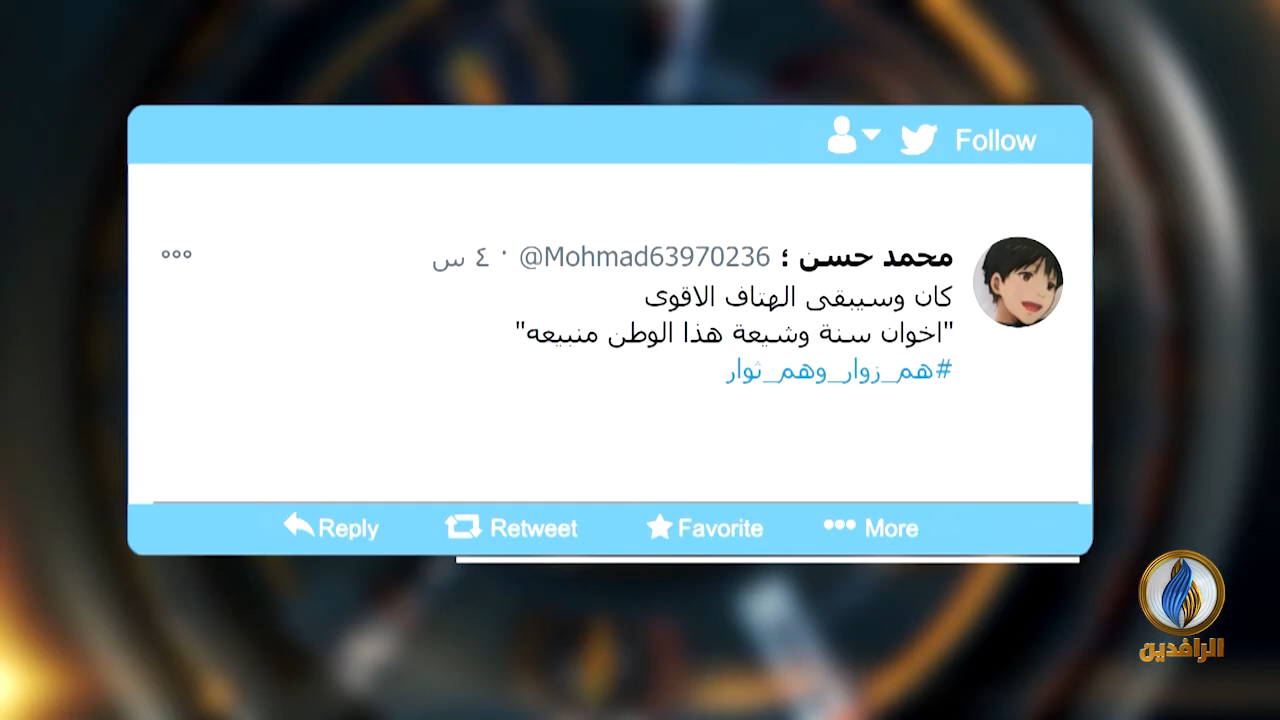 Follow
محمد حسن ؛ @Mohmad63970236 · ٤ س
كان وسيبقى الهتاف الاقوى
"اخوان سنة وشيعة هذا الوطن منبيعه"
#هم_زوار_وهم_ثوار
Reply Retweet Favorite More
الرافدين